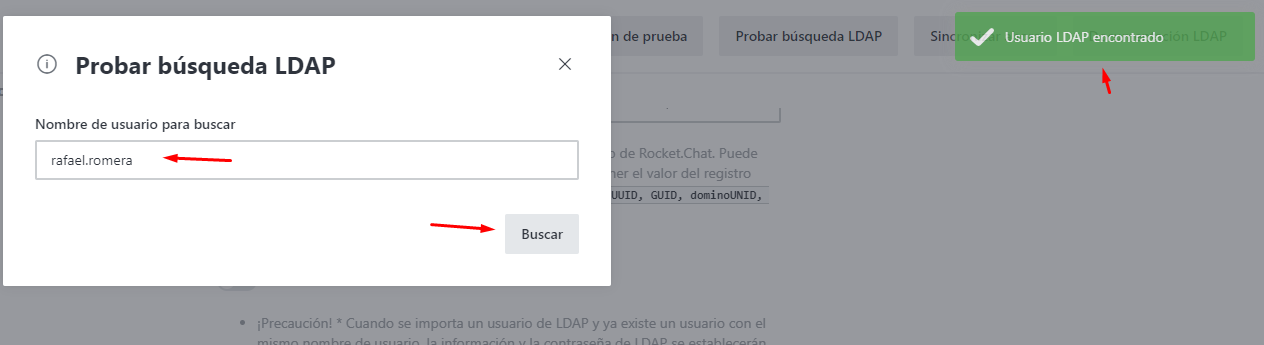 n de prueba
Probar búsqueda LDAP
Usuario LDAP encontrado
Probar búsqueda LDAP
Nombre de usuario para buscar
rafael.romera
Buscar
de Rocket.Chat. Puede
ner el valor del registro
UUID, GUID, dominoUNID,
¡Precaución! * Cuando se importa un usuario de LDAP y ya existe un usuario con el
mismo nombre de usuario, la información y la contraseña de LDAP se establecerán